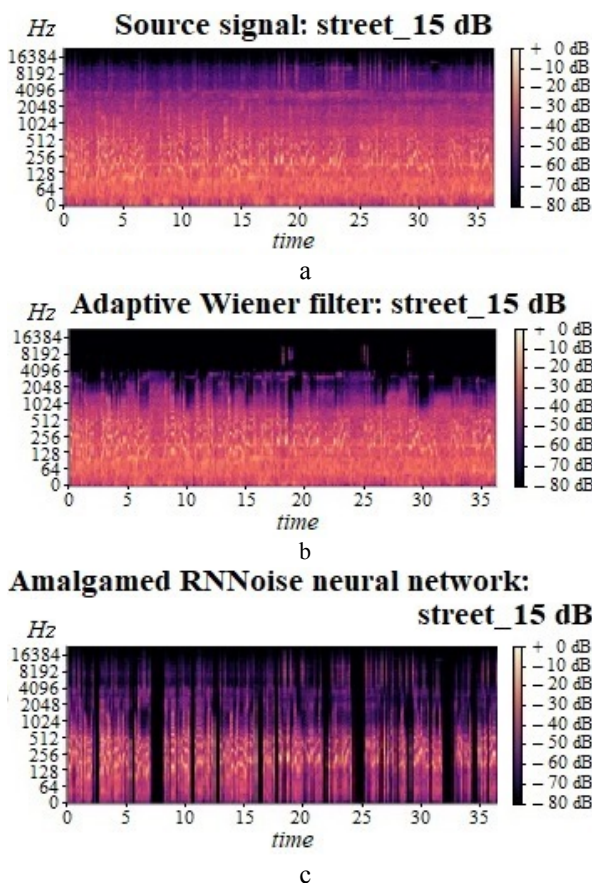 Source signal: street_15 dB
Hz
16384
8192
4096
2048
1024
512
256
128
64
0
0 5 10 15 20 25 30 35
time
+ 0 dB
– 10 dB
– 20 dB
– 30 dB
– 40 dB
– 50 dB
– 60 dB
– 70 dB
– 80 dB
a
Adaptive Wiener filter: street_15 dB
Hz
16384
8192
4096
2048
1024
512
256
128
64
0
0 5 10 15 20 25 30 35
time
+ 0 dB
– 10 dB
– 20 dB
– 30 dB
– 40 dB
– 50 dB
– 60 dB
– 70 dB
– 80 dB
b
Amalgamed RNNoise neural network:
street_15 dB
Hz
16384
8192
4096
2048
1024
512
256
128
64
0
0 5 10 15 20 25 30 35
time
+ 0 dB
– 10 dB
– 20 dB
– 30 dB
– 40 dB
– 50 dB
– 60 dB
– 70 dB
– 80 dB
c